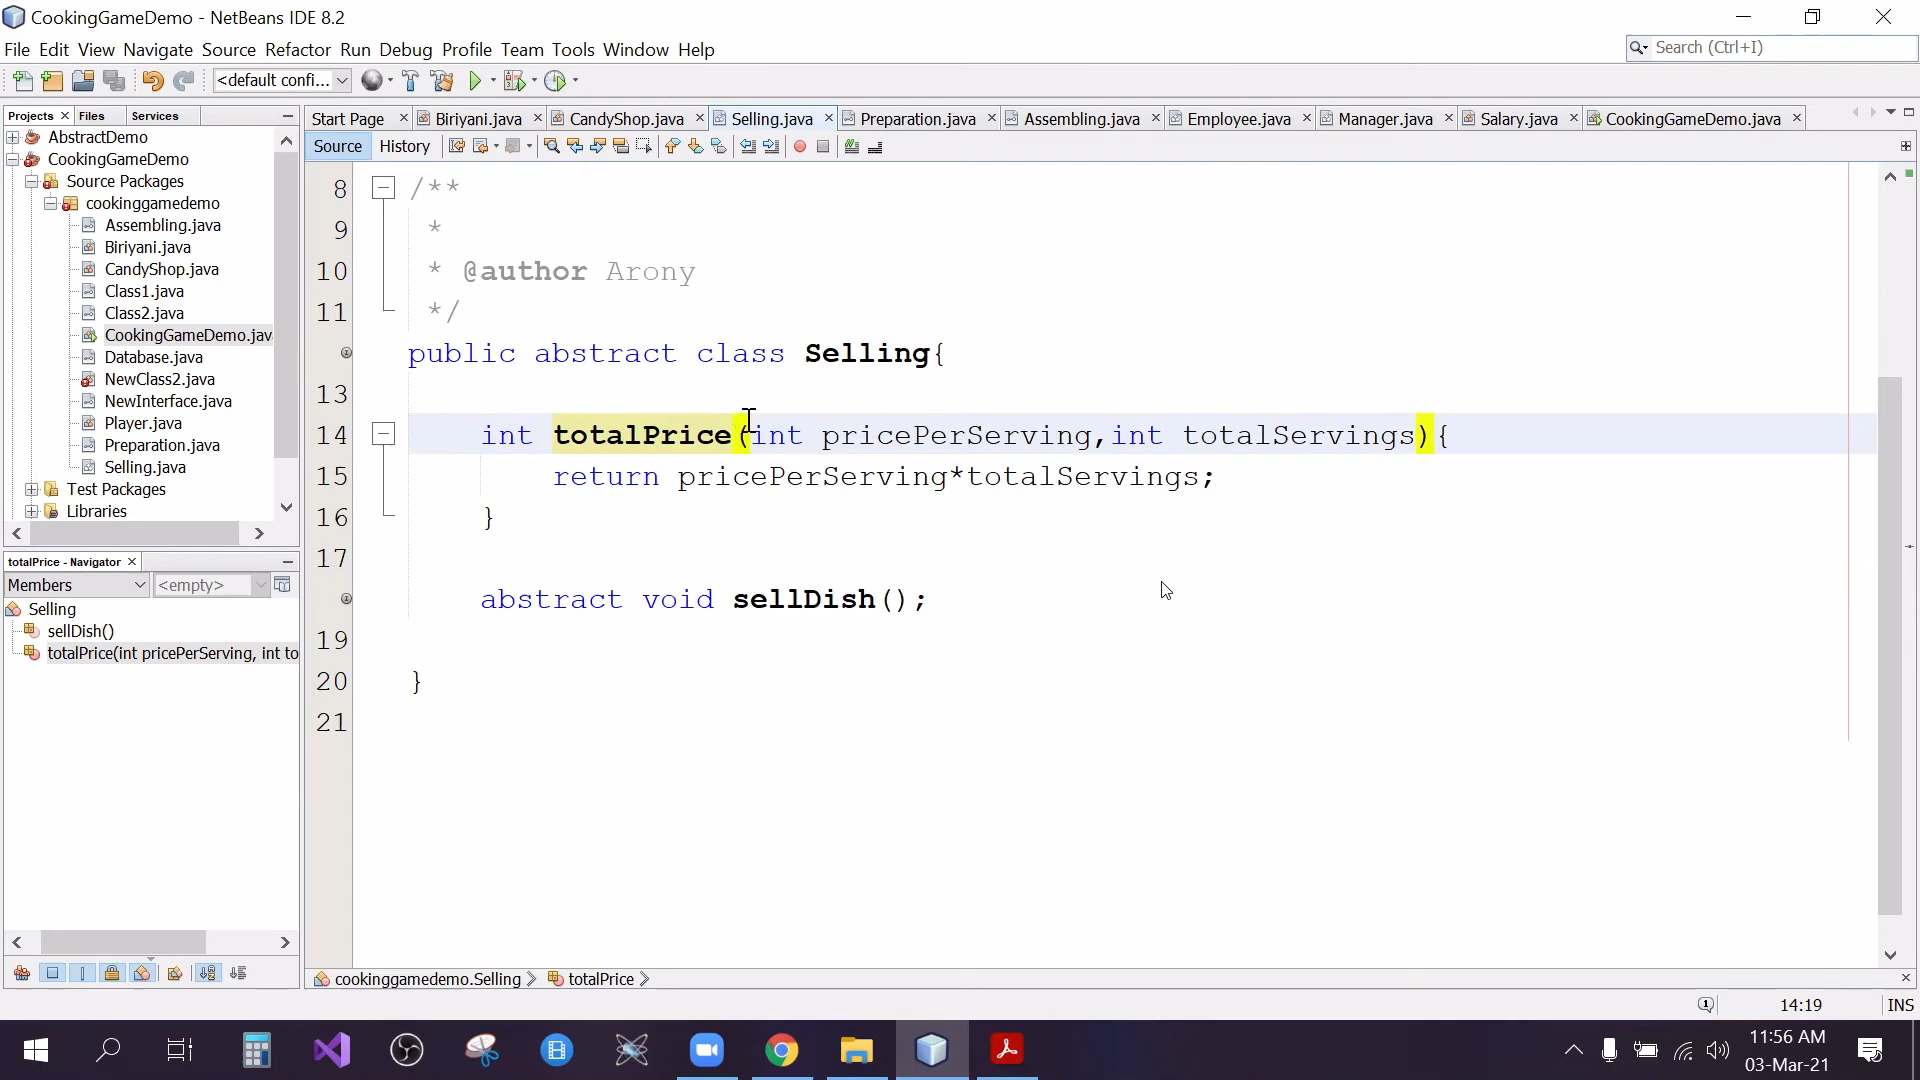 CookingGameDemo - NetBeans IDE 8.2
File Edit View Navigate Source Refactor Run Debug Profile Team Tools Window Help
Search (Ctrl+I)
<default confi...
Projects Files Services
Start Page Biriyani.java CandyShop.java Selling.java Preparation.java Assembling.java Employee.java Manager.java Salary.java CookingGameDemo.java
Source History
AbstractDemo
CookingGameDemo
Source Packages
cookinggamedemo
Assembling.java
Biriyani.java
CandyShop.java
Class1.java
Class2.java
CookingGameDemo.jav
Database.java
NewClass2.java
NewInterface.java
Player.java
Preparation.java
Selling.java
Test Packages
Libraries
totalPrice - Navigator
Members <empty>
Selling
sellDish()
totalPrice(int pricePerServing, int to
8 /**
9 *
10 * @author Arony
11 */
public abstract class Selling{
13
14 int totalPrice(int pricePerServing,int totalServings){
15 return pricePerServing*totalServings;
16 }
17
abstract void sellDish();
19
20 }
21
cookinggamedemo.Selling totalPrice
14:19 INS
11:56 AM
03-Mar-21